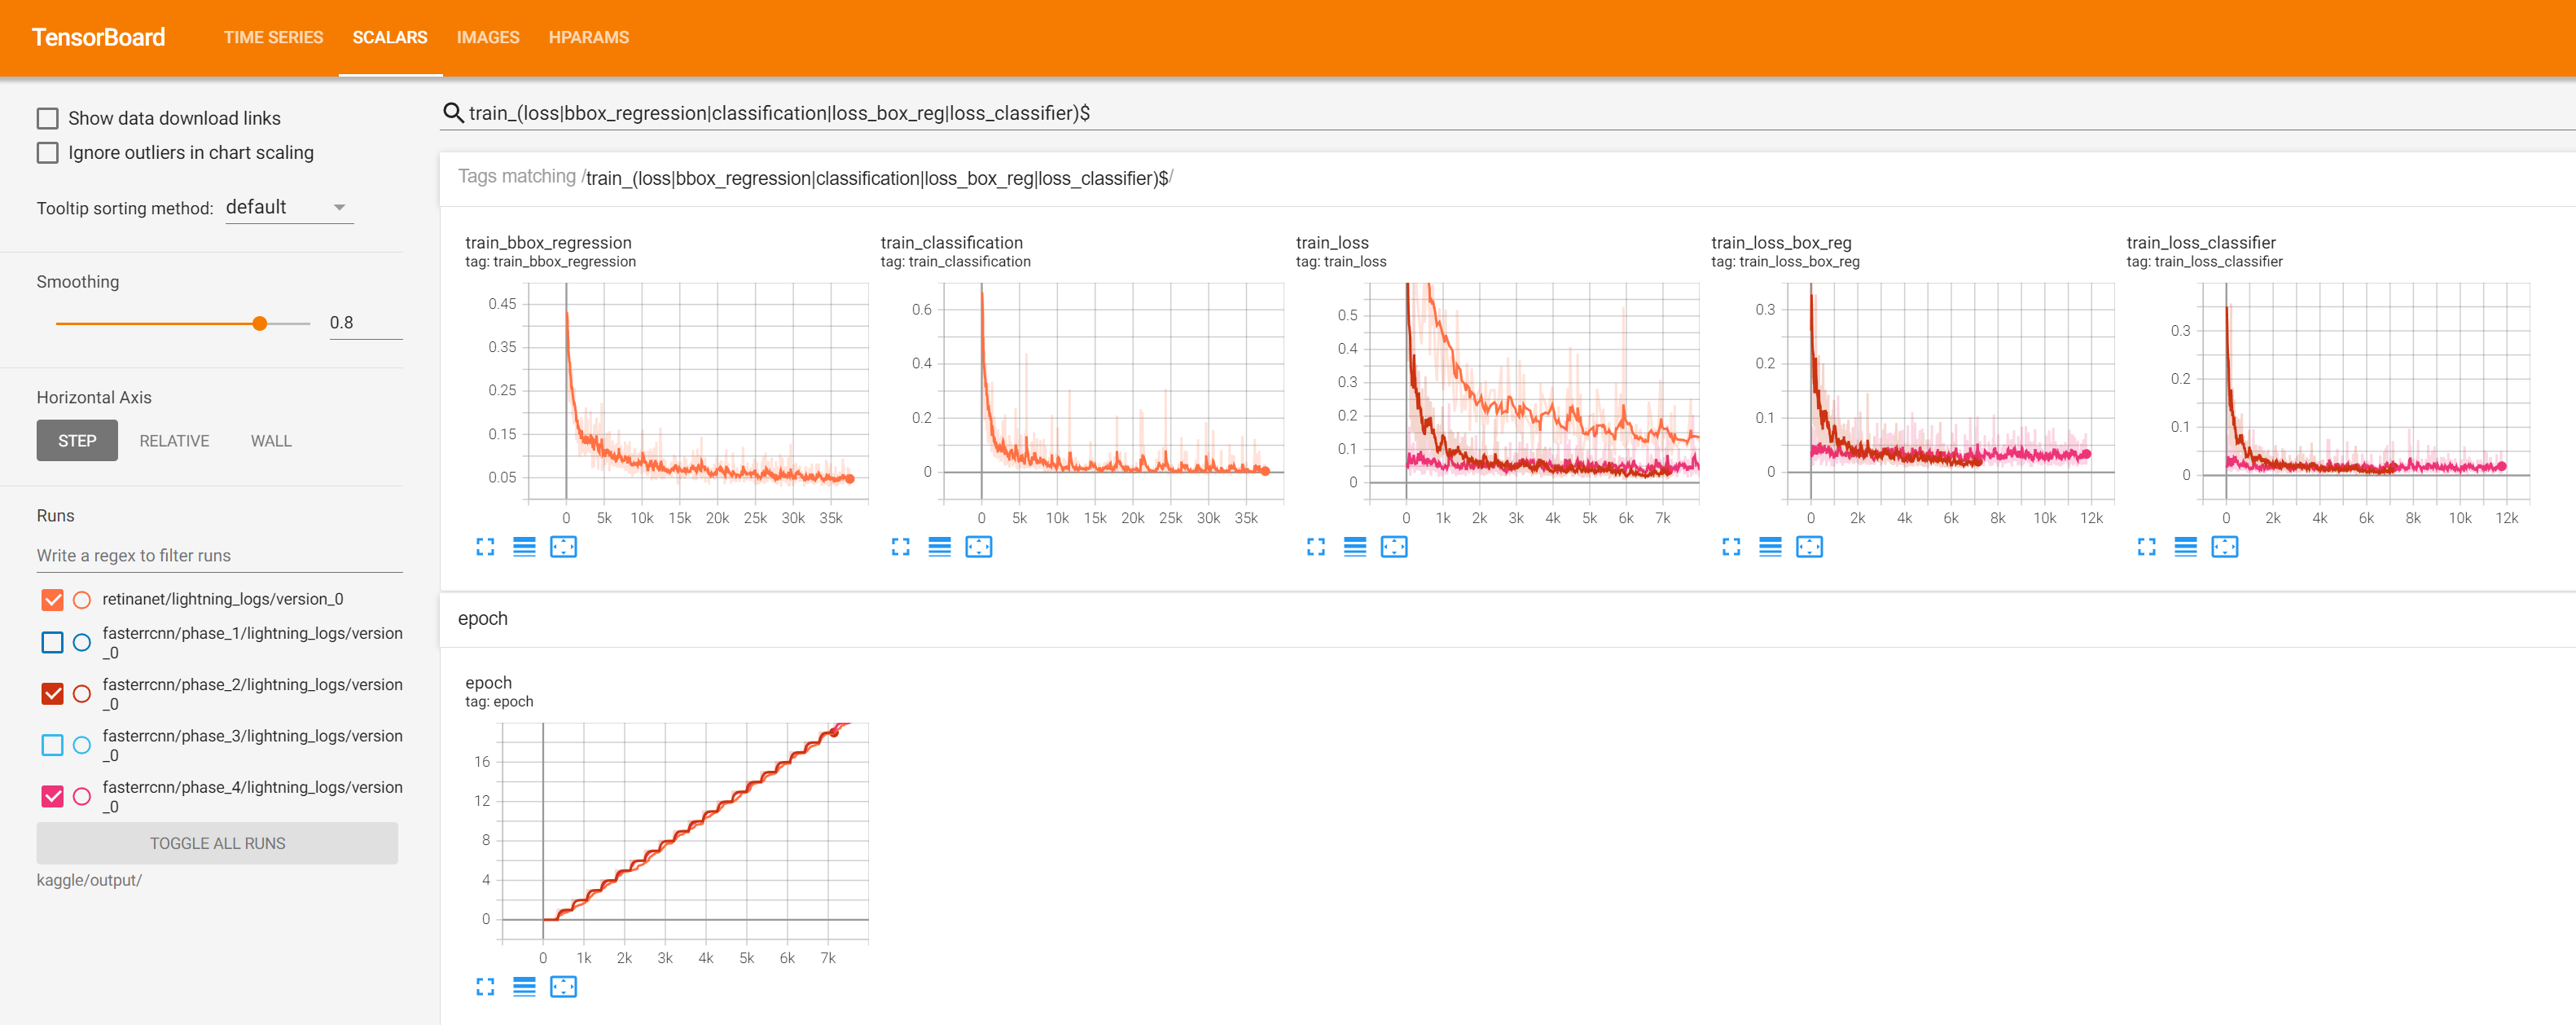 TensorBoard
TIME SERIES SCALARS IMAGES HPARAMS
Show data download links
Ignore outliers in chart scaling
Tooltip sorting method: default
Smoothing
0.8
Horizontal Axis
STEP RELATIVE WALL
Runs
Write a regex to filter runs
retinanet/lightning_logs/version_0
fasterrcnn/phase_1/lightning_logs/version
_0
fasterrcnn/phase_2/lightning_logs/version
_0
fasterrcnn/phase_3/lightning_logs/version
_0
fasterrcnn/phase_4/lightning_logs/version
_0
TOGGLE ALL RUNS
kaggle/output/
train_(loss|bbox_regression|classification|loss_box_reg|loss_classifier)$
Tags matching /train_(loss|bbox_regression|classification|loss_box_reg|loss_classifier)$/
train_bbox_regression
tag: train_bbox_regression
0.45
0.35
0.25
0.15
0.05
0 5k 10k 15k 20k 25k 30k 35k
train_classification
tag: train_classification
0.6
0.4
0.2
0
0 5k 10k 15k 20k 25k 30k 35k
train_loss
tag: train_loss
0.5
0.4
0.3
0.2
0.1
0
0 1k 2k 3k 4k 5k 6k 7k
train_loss_box_reg
tag: train_loss_box_reg
0.3
0.2
0.1
0
0 2k 4k 6k 8k 10k 12k
train_loss_classifier
tag: train_loss_classifier
0.3
0.2
0.1
0
0 2k 4k 6k 8k 10k 12k
epoch
epoch
tag: epoch
16
12
8
4
0
0 1k 2k 3k 4k 5k 6k 7k